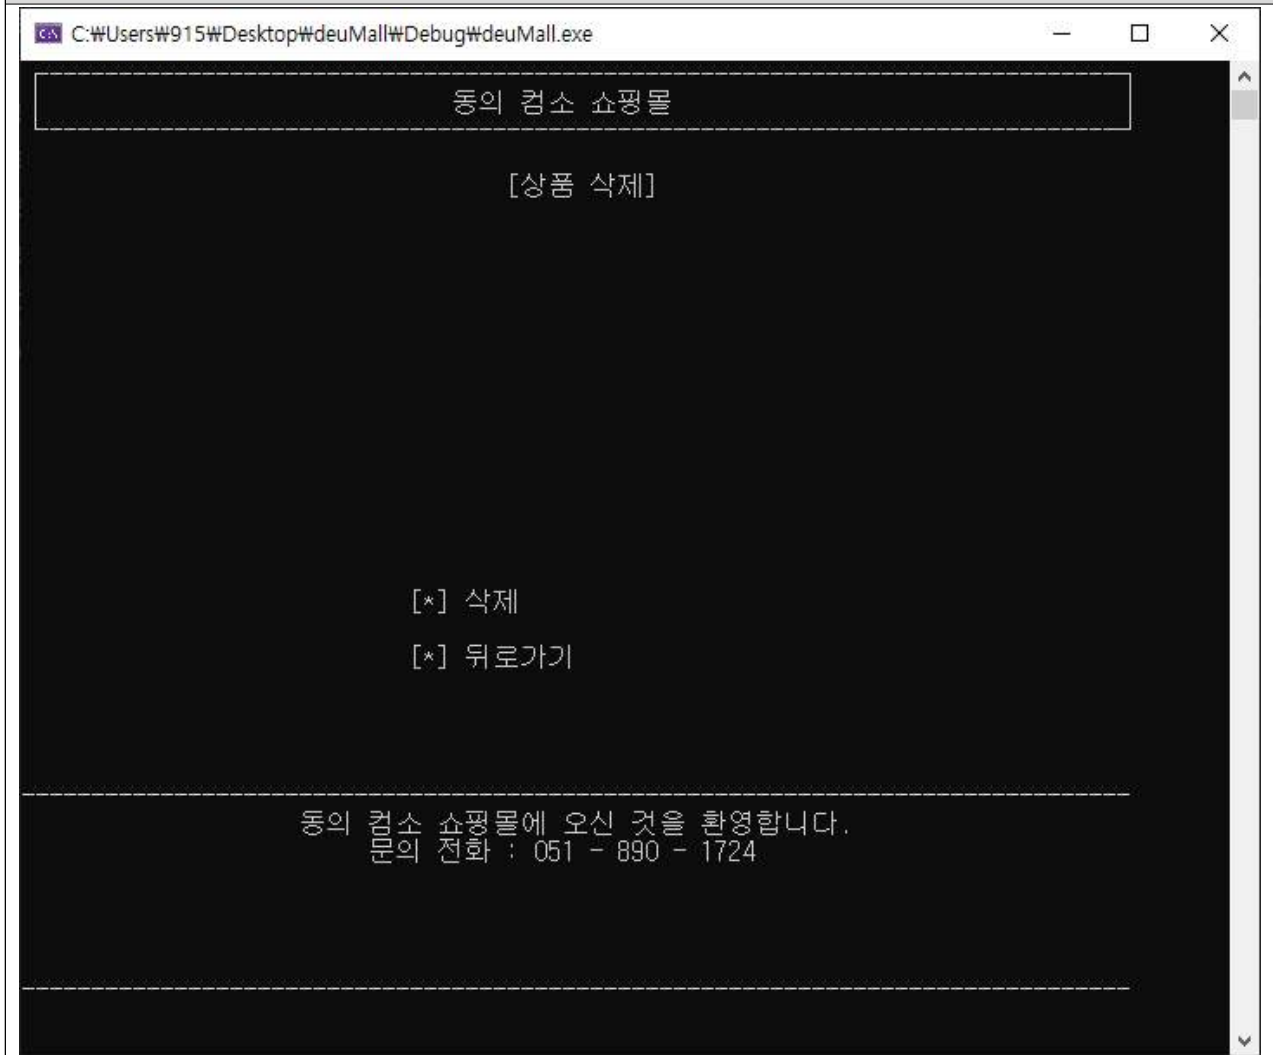 C:₩Users₩915₩Desktop₩deuMall₩Debug₩deuMall.exe
동의 컴소 쇼핑몰
[상품 삭제]
[*] 삭제
[*] 뒤로가기
동의 컴소 쇼핑몰에 오신 것을 환영합니다.
문의 전화 : 051 - 890 - 1724